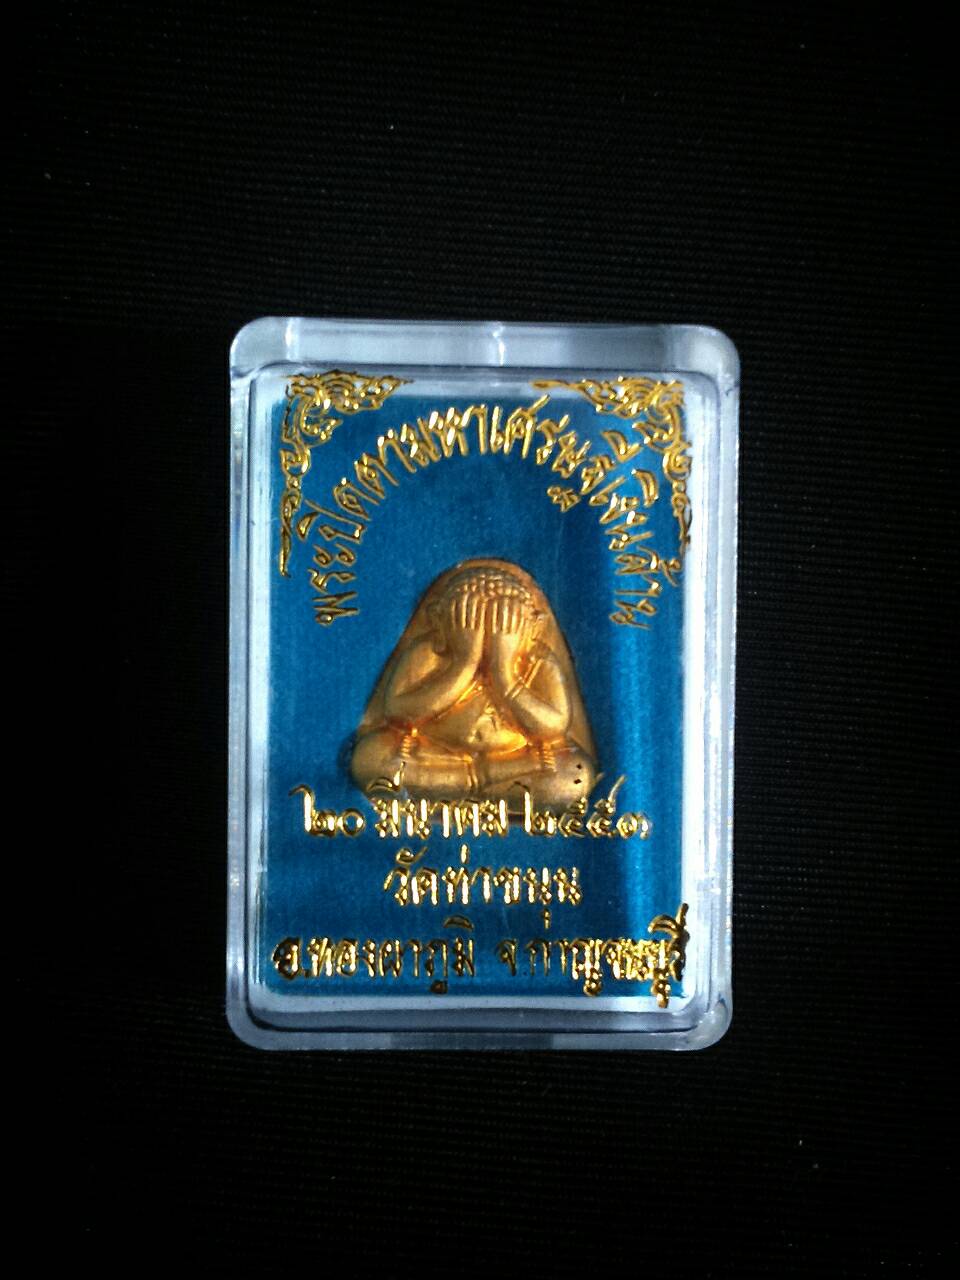 พระปิดตามหาเศรษฐีเงินล้าน
๒๐ มีนาคม ๒๕๕๓
วัดท่าขนุน
อ.ทองผาภูมิ จ.กาญจนบุรี